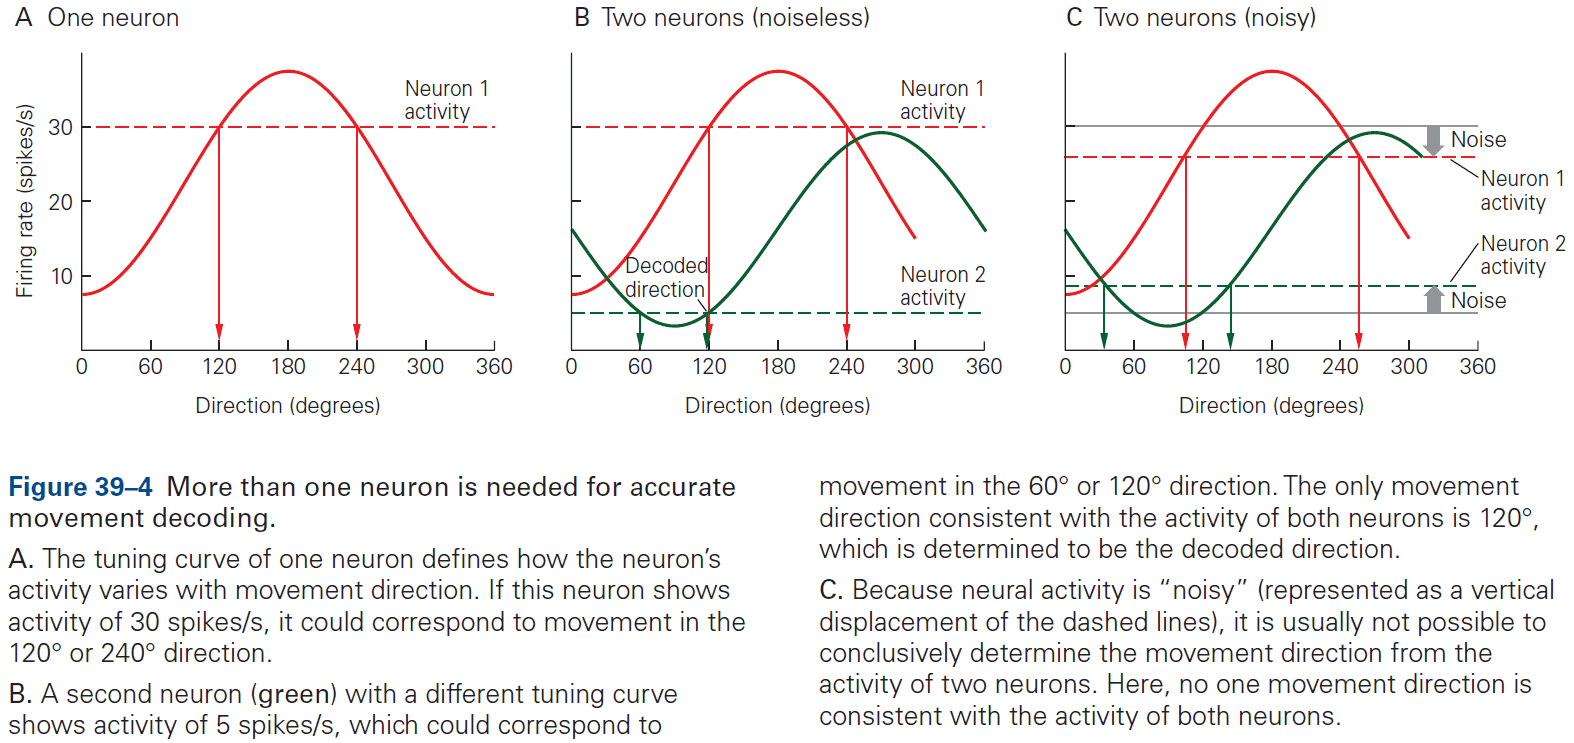 A One neuron
B Two neurons (noiseless)
C Two neurons (noisy)
Firing rate (spikes/s)
30
20
10
Neuron 1
activity
0 60 120 180 240 300 360
Direction (degrees)
Neuron 1
activity
Decoded
direction
Neuron 2
activity
0 60 120 180 240 300 360
Direction (degrees)
Noise
Neuron 1
activity
Neuron 2
activity
Noise
0 60 120 180 240 300 360
Direction (degrees)
Figure 39–4 More than one neuron is needed for accurate
movement decoding.
A. The tuning curve of one neuron defines how the neuron’s
activity varies with movement direction. If this neuron shows
activity of 30 spikes/s, it could correspond to movement in the
120° or 240° direction.
B. A second neuron (green) with a different tuning curve
shows activity of 5 spikes/s, which could correspond to
movement in the 60° or 120° direction. The only movement
direction consistent with the activity of both neurons is 120°,
which is determined to be the decoded direction.
C. Because neural activity is “noisy” (represented as a vertical
displacement of the dashed lines), it is usually not possible to
conclusively determine the movement direction from the
activity of two neurons. Here, no one movement direction is
consistent with the activity of both neurons.